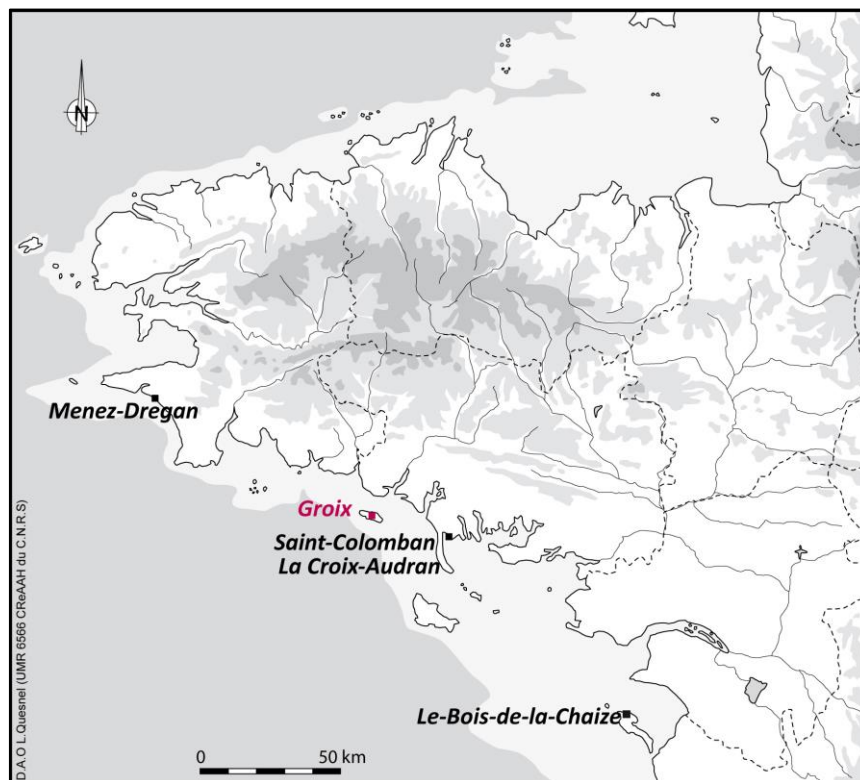 N
Menez-Dregan
Groix
Saint-Colomban
La Croix-Audran
Le-Bois-de-la-Chaize
0 50 km
D.A.O L.Quesnel (UMR 6566 CReAAH du C.N.R.S)